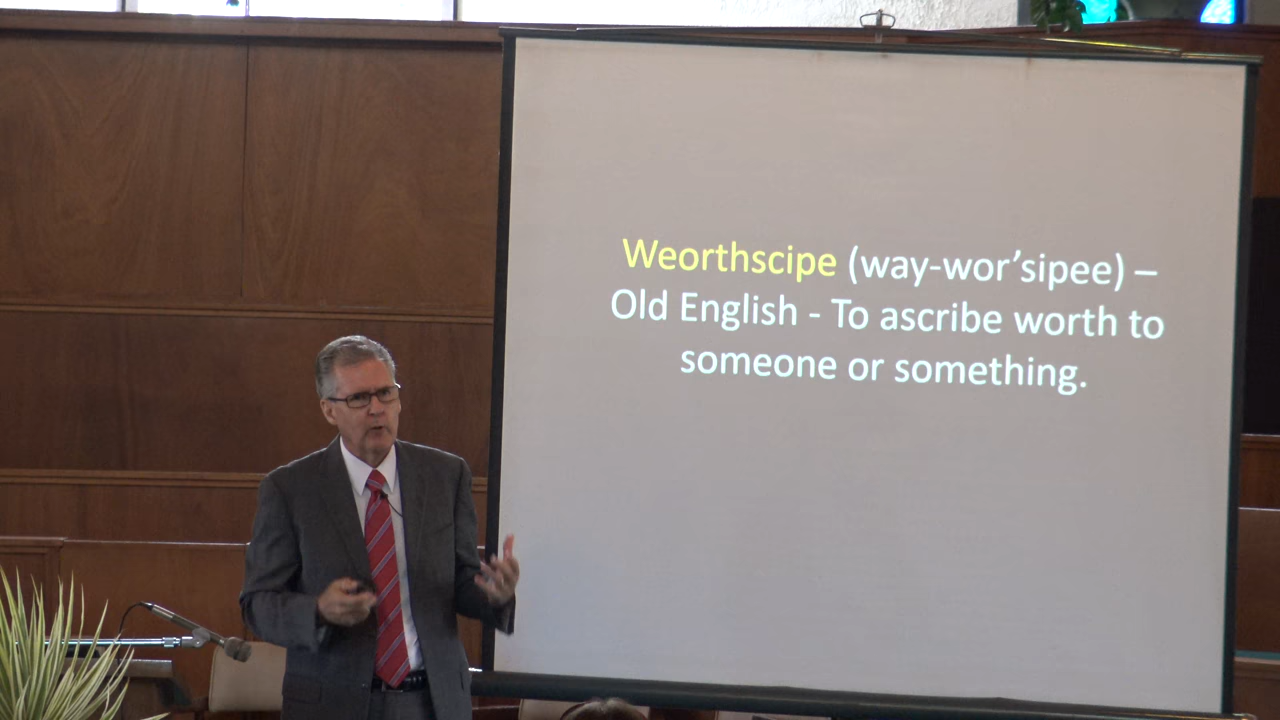 Weorthscipe (way-wor’sipee) –
Old English - To ascribe worth to
someone or something.